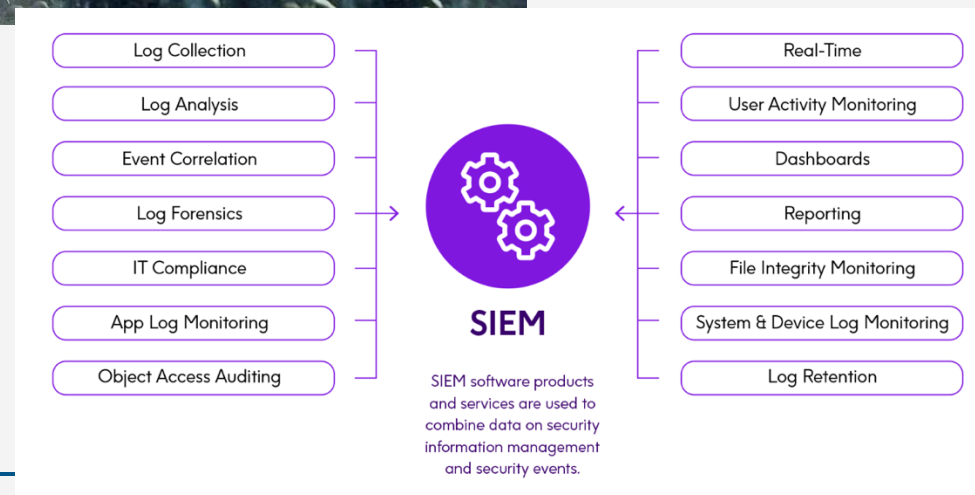 Log Collection
Log Analysis
Event Correlation
Log Forensics
IT Compliance
App Log Monitoring
Object Access Auditing
SIEM
SIEM software products
and services are used to
combine data on security
information management
and security events.
Real-Time
User Activity Monitoring
Dashboards
Reporting
File Integrity Monitoring
System & Device Log Monitoring
Log Retention